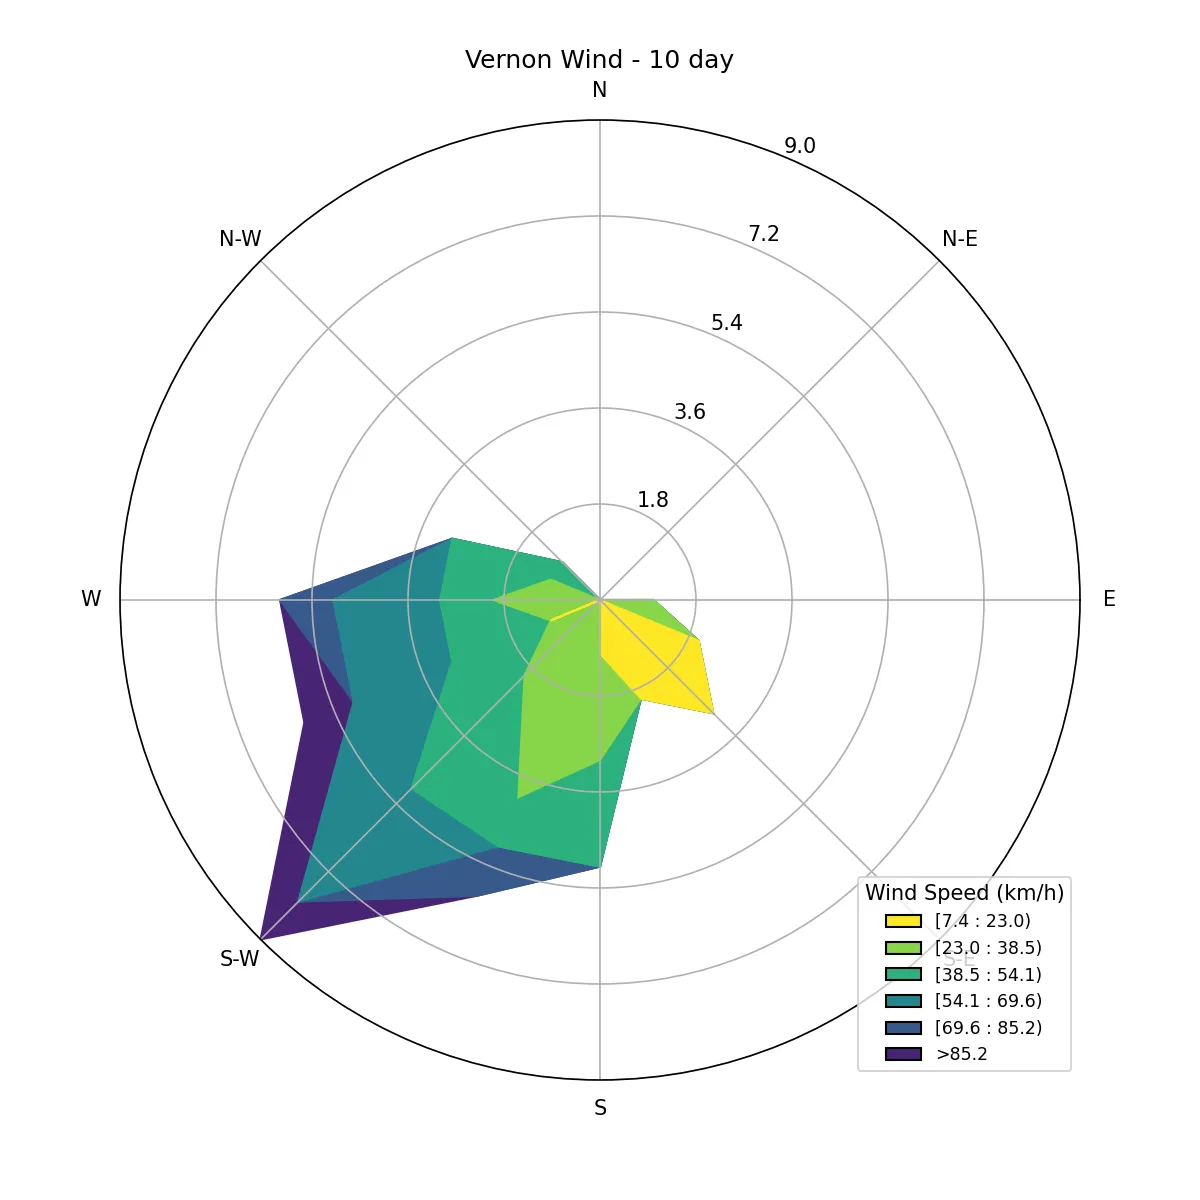 Vernon Wind - 10 day
N
9.0
N-W
N-E
7.2
5.4
3.6
1.8
W
E
S-W
S-E
S
Wind Speed (km/h)
[7.4 : 23.0)
[23.0 : 38.5)
[38.5 : 54.1)
[54.1 : 69.6)
[69.6 : 85.2)
>85.2